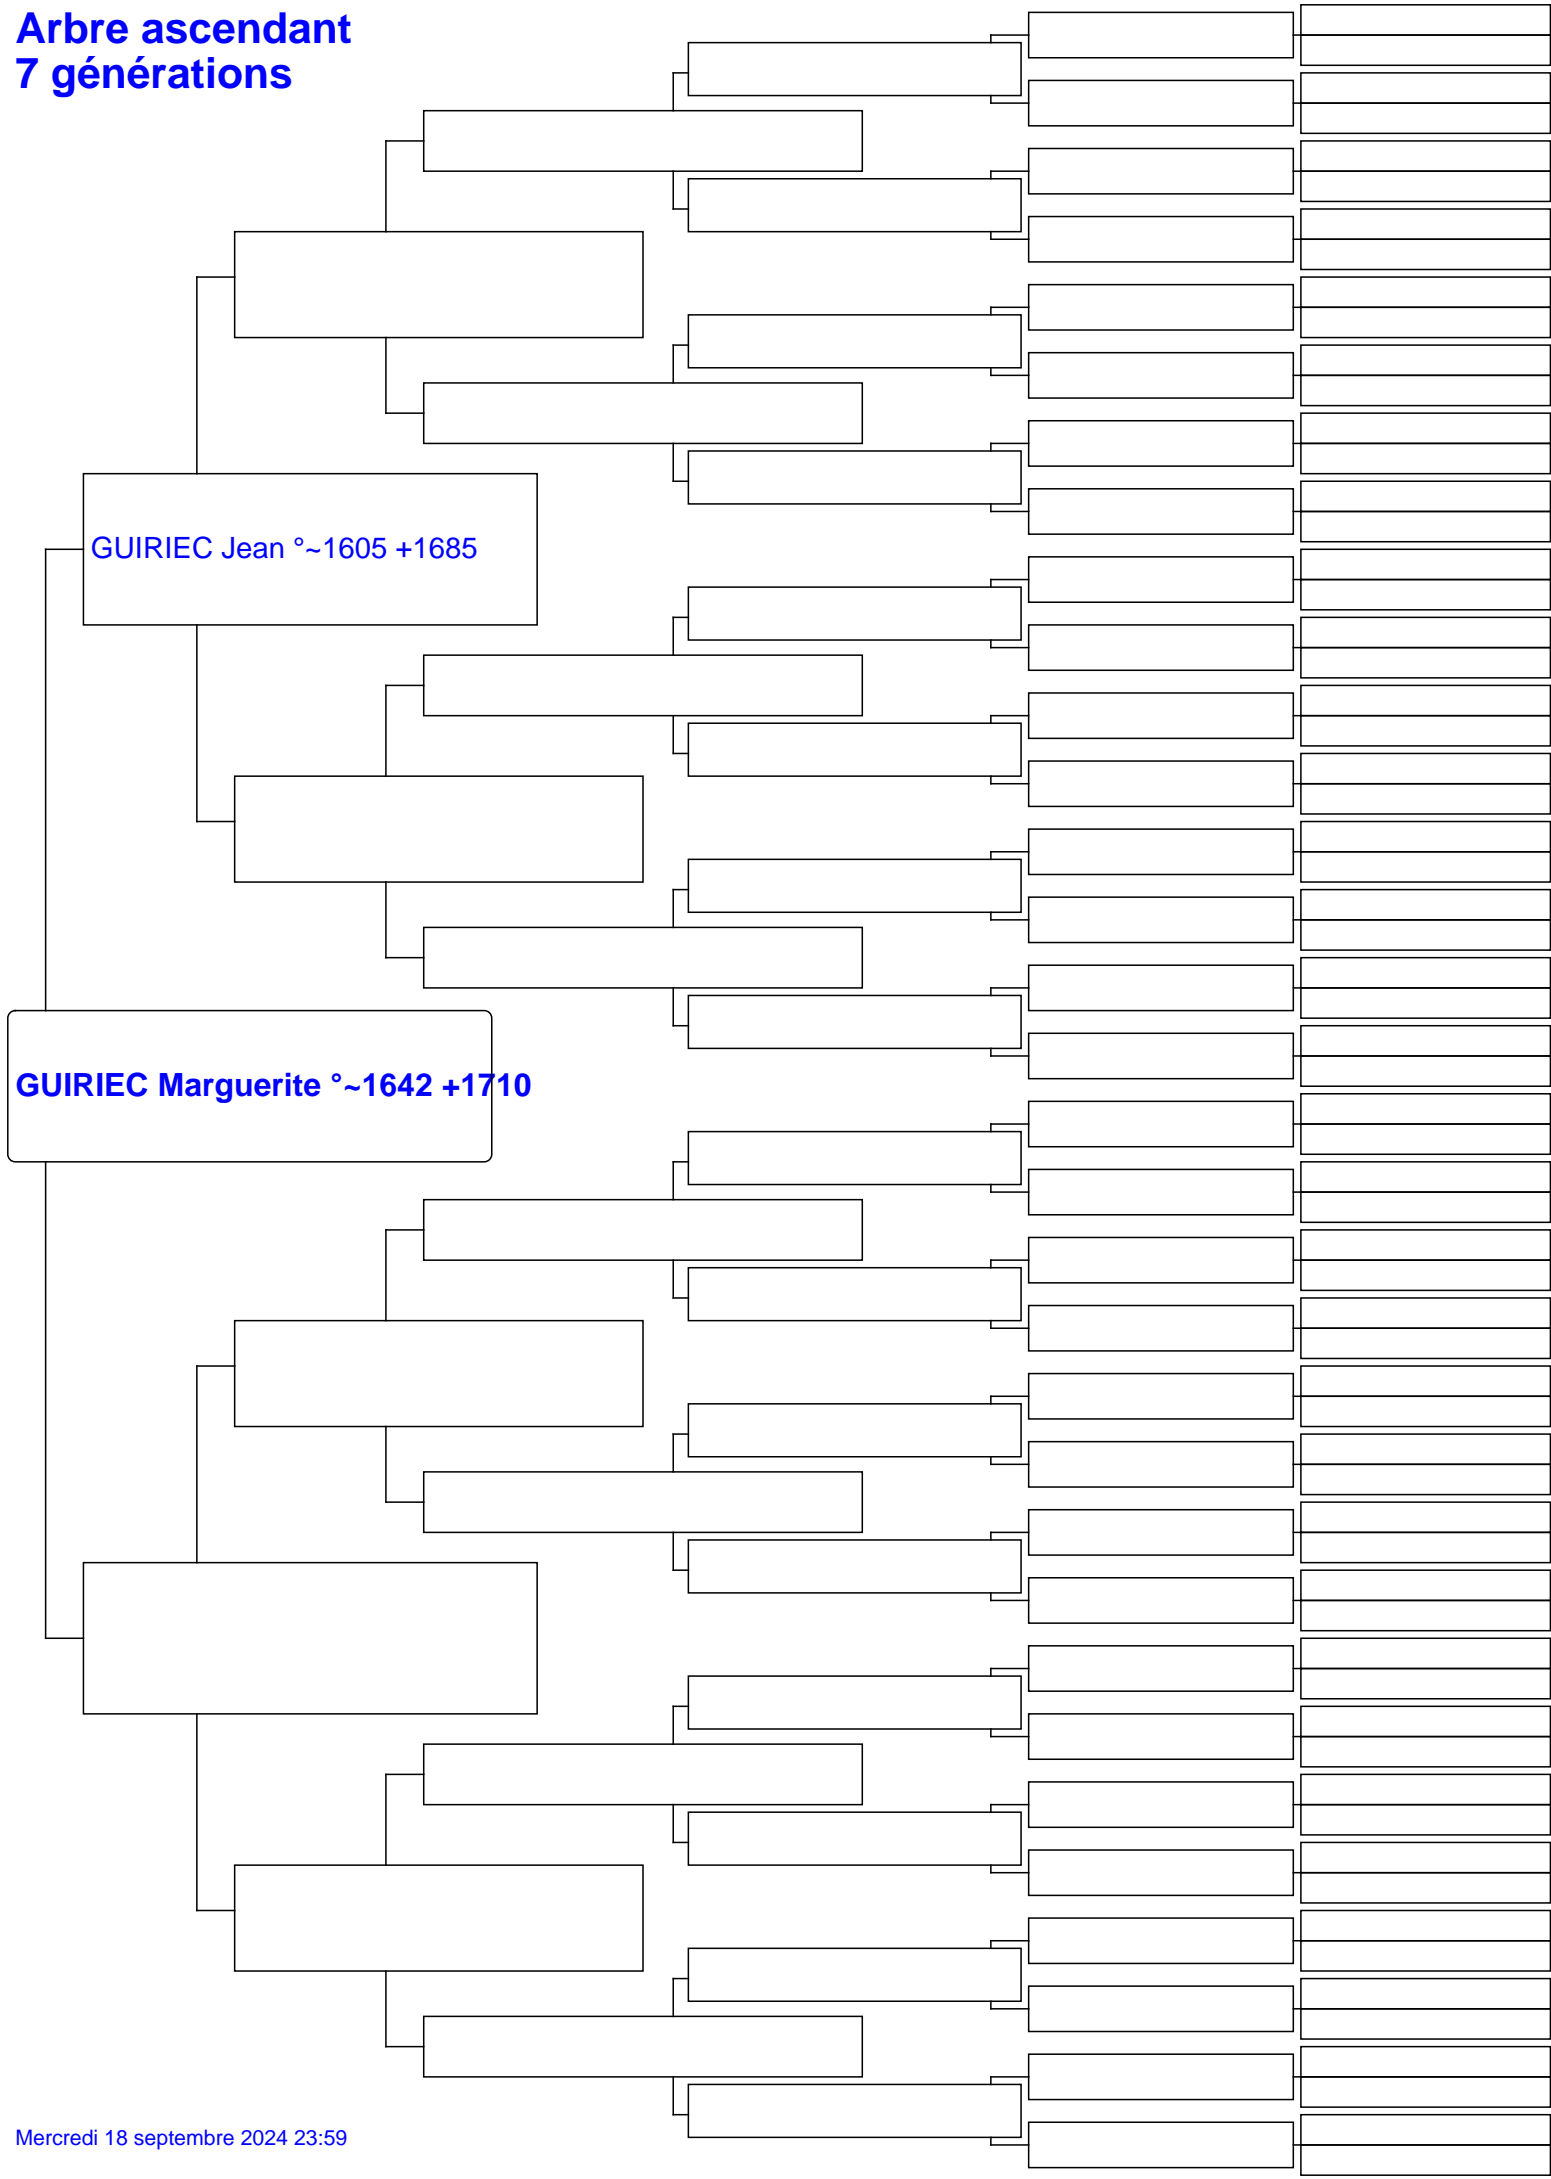 Arbre ascendant
7 générations
GUIRIEC Jean °~1605 +1685
GUIRIEC Marguerite °~1642 +1710
Mercredi 18 septembre 2024 23:59